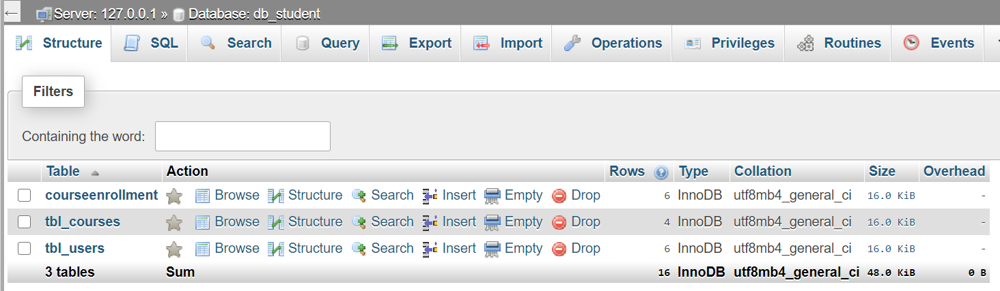 Server: 127.0.0.1 » Database: db_student
Structure SQL Search Query Export Import Operations Privileges Routines Events
Filters
Containing the word:
Table Action Rows Type Collation Size Overhead
courseenrollment Browse Structure Search Insert Empty Drop 6 InnoDB utf8mb4_general_ci 16.0 KiB -
tbl_courses Browse Structure Search Insert Empty Drop 4 InnoDB utf8mb4_general_ci 16.0 KiB -
tbl_users Browse Structure Search Insert Empty Drop 6 InnoDB utf8mb4_general_ci 16.0 KiB -
3 tables Sum 16 InnoDB utf8mb4_general_ci 48.0 KiB 0 B